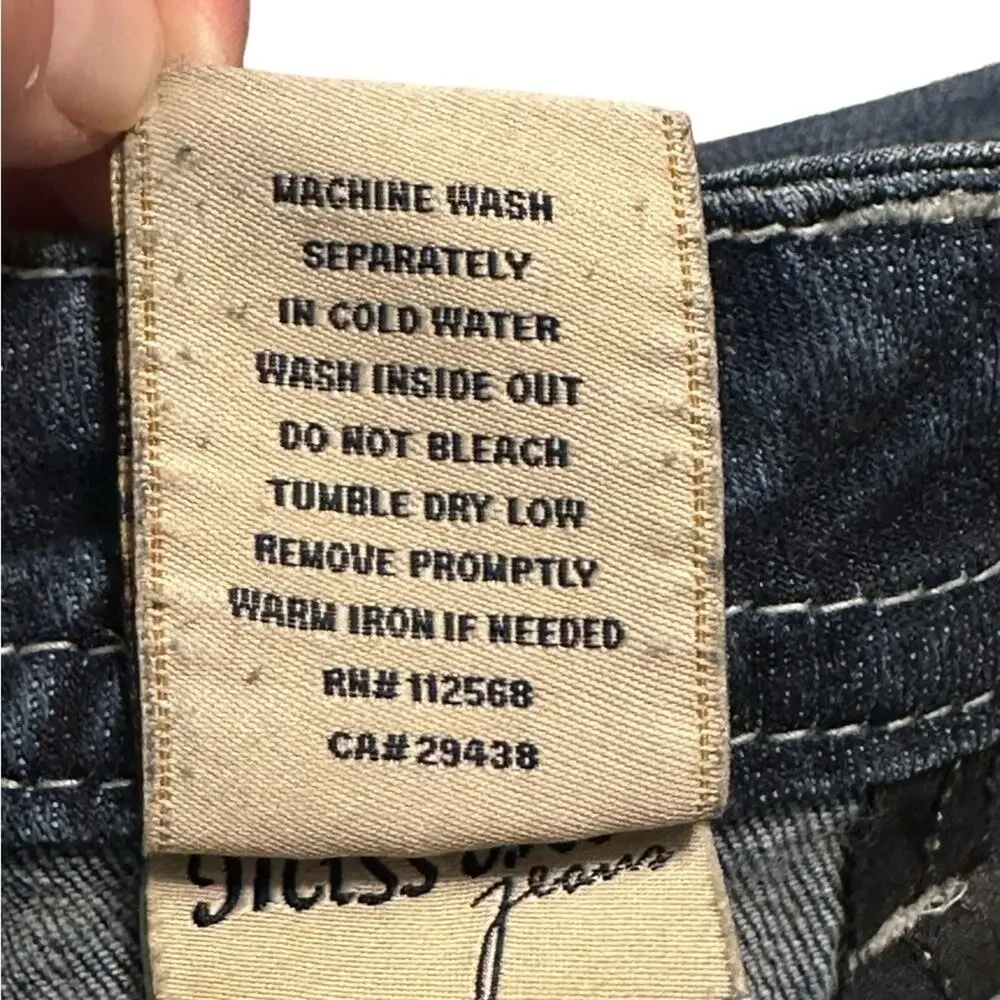 MACHINE WASH
SEPARATELY
IN COLD WATER
WASH INSIDE OUT
DO NOT BLEACH
TUMBLE DRY LOW
REMOVE PROMPTLY
WARM IRON IF NEEDED
RN# 112568
CA# 29438
jeans